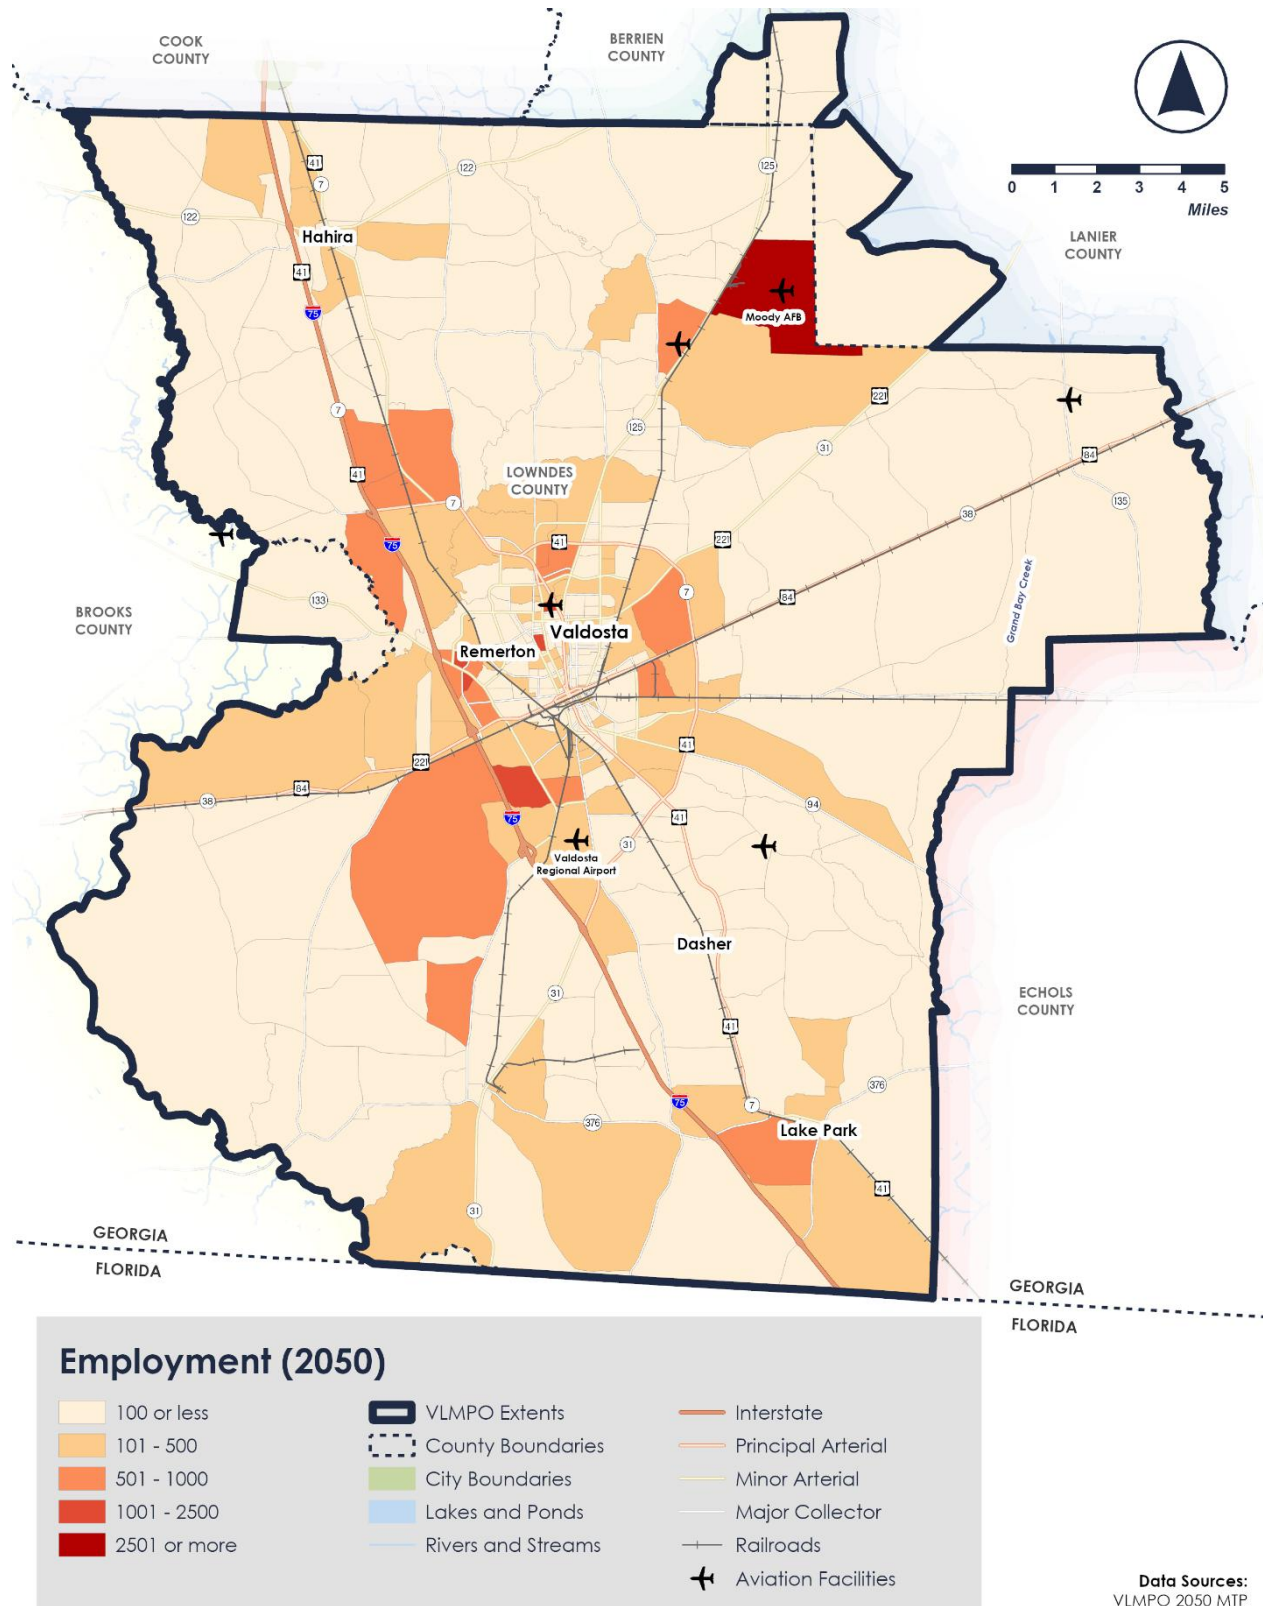 COOK
COUNTY
BERRIEN
COUNTY
0 1 2 3 4 5
Miles
41
7
122
125
122
Hahira
LANIER
COUNTY
41
75
Moody AFB
7
221
125
31
84
41
LOWNDES
COUNTY
7
135
38
41
221
75
Grand Bay Creek
7
84
133
BROOKS
COUNTY
Valdosta
Remerton
41
221
84
38
94
75
41
31
Valdosta
Regional Airport
Dasher
31
ECHOLS
COUNTY
41
376
75
7
376
Lake Park
41
31
GEORGIA
FLORIDA
GEORGIA
FLORIDA
Employment (2050)
100 or less
101 - 500
501 - 1000
1001 - 2500
2501 or more
VLMPO Extents
County Boundaries
City Boundaries
Lakes and Ponds
Rivers and Streams
Interstate
Principal Arterial
Minor Arterial
Major Collector
Railroads
Aviation Facilities
Data Sources:
VLMPO 2050 MTP